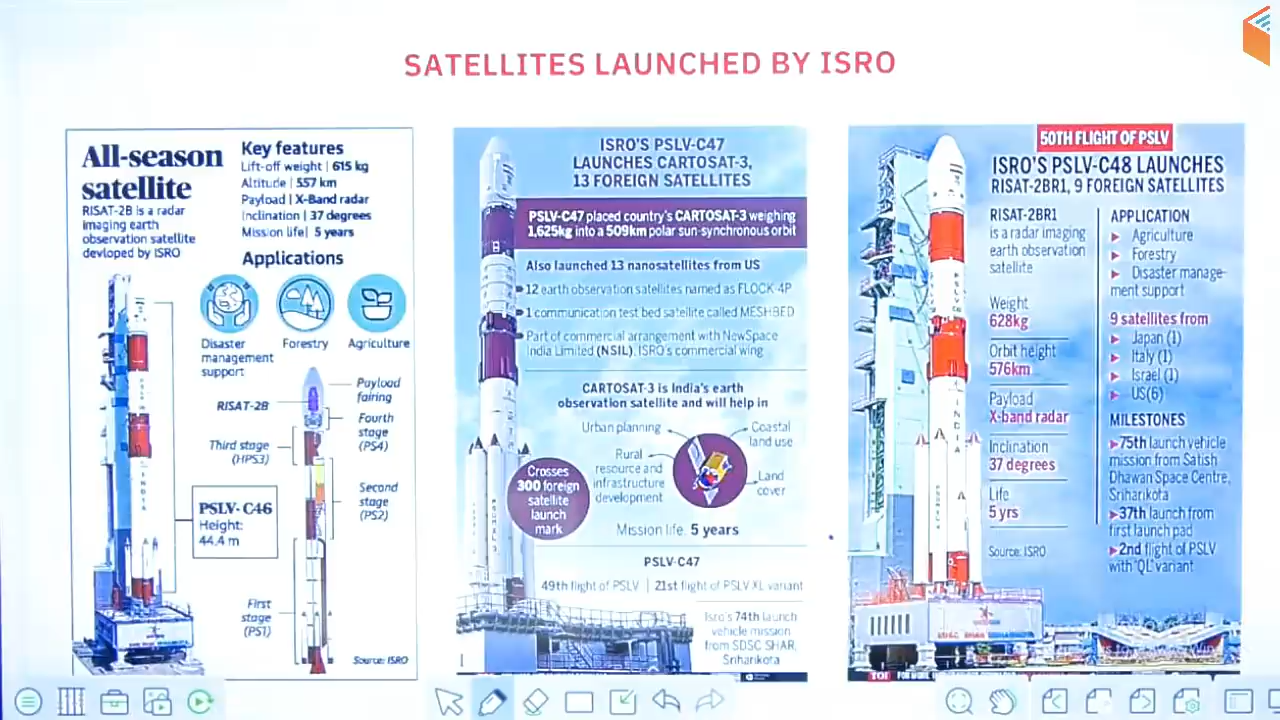 SATELLITES LAUNCHED BY ISRO
All-season
satellite
RISAT-2B is a radar
imaging earth
observation satellite
devloped by ISRO
Key features
Lift-off weight | 615 kg
Altitude | 557 km
Payload | X-Band radar
Inclination | 37 degrees
Mission life | 5 years
Applications
Disaster
management
support
Forestry
Agriculture
RISAT-2B
Payload
fairing
Fourth
stage
(PS4)
Third stage
(HPS3)
Second
stage
(PS2)
PSLV- C46
Height:
44.4 m
First
stage
(PS1)
INDIA
Source: ISRO
ISRO'S PSLV-C47
LAUNCHES CARTOSAT-3,
13 FOREIGN SATELLITES
PSLV-C47 placed country's CARTOSAT-3 weighing
1,625kg into a 509km polar sun-synchronous orbit
Also launched 13 nanosatellites from US
12 earth observation satellites named as FLOCK-4P
1 communication test bed satellite called MESHBED
Part of commercial arrangement with NewSpace
India Limited (NSIL), ISRO's commercial wing
CARTOSAT-3 is India's earth
observation satellite and will help in
Urban planning
Coastal
land use
Rural
resource and
infrastructure
development
Land
cover
Crosses
300 foreign
satellite
launch
mark
Mission life: 5 years
PSLV-C47
49th flight of PSLV | 21st flight of PSLV XL variant
Isro's 74th launch
vehicle mission
from SDSC SHAR,
Sriharikota
50TH FLIGHT OF PSLV
ISRO'S PSLV-C48 LAUNCHES
RISAT-2BR1, 9 FOREIGN SATELLITES
RISAT-2BR1
is a radar imaging
earth observation
satellite
Weight
628kg
Orbit height
576km
Payload
X-band radar
Inclination
37 degrees
Life
5 yrs
Source: ISRO
APPLICATION
Agriculture
Forestry
Disaster manage-
ment support
9 satellites from
Japan (1)
Italy (1)
Israel (1)
US(6)
MILESTONES
75th launch vehicle
mission from Satish
Dhawan Space Centre,
Sriharikota
37th launch from
first launch pad
2nd flight of PSLV
with 'QL' variant
INDIA
TOI FOR MORE